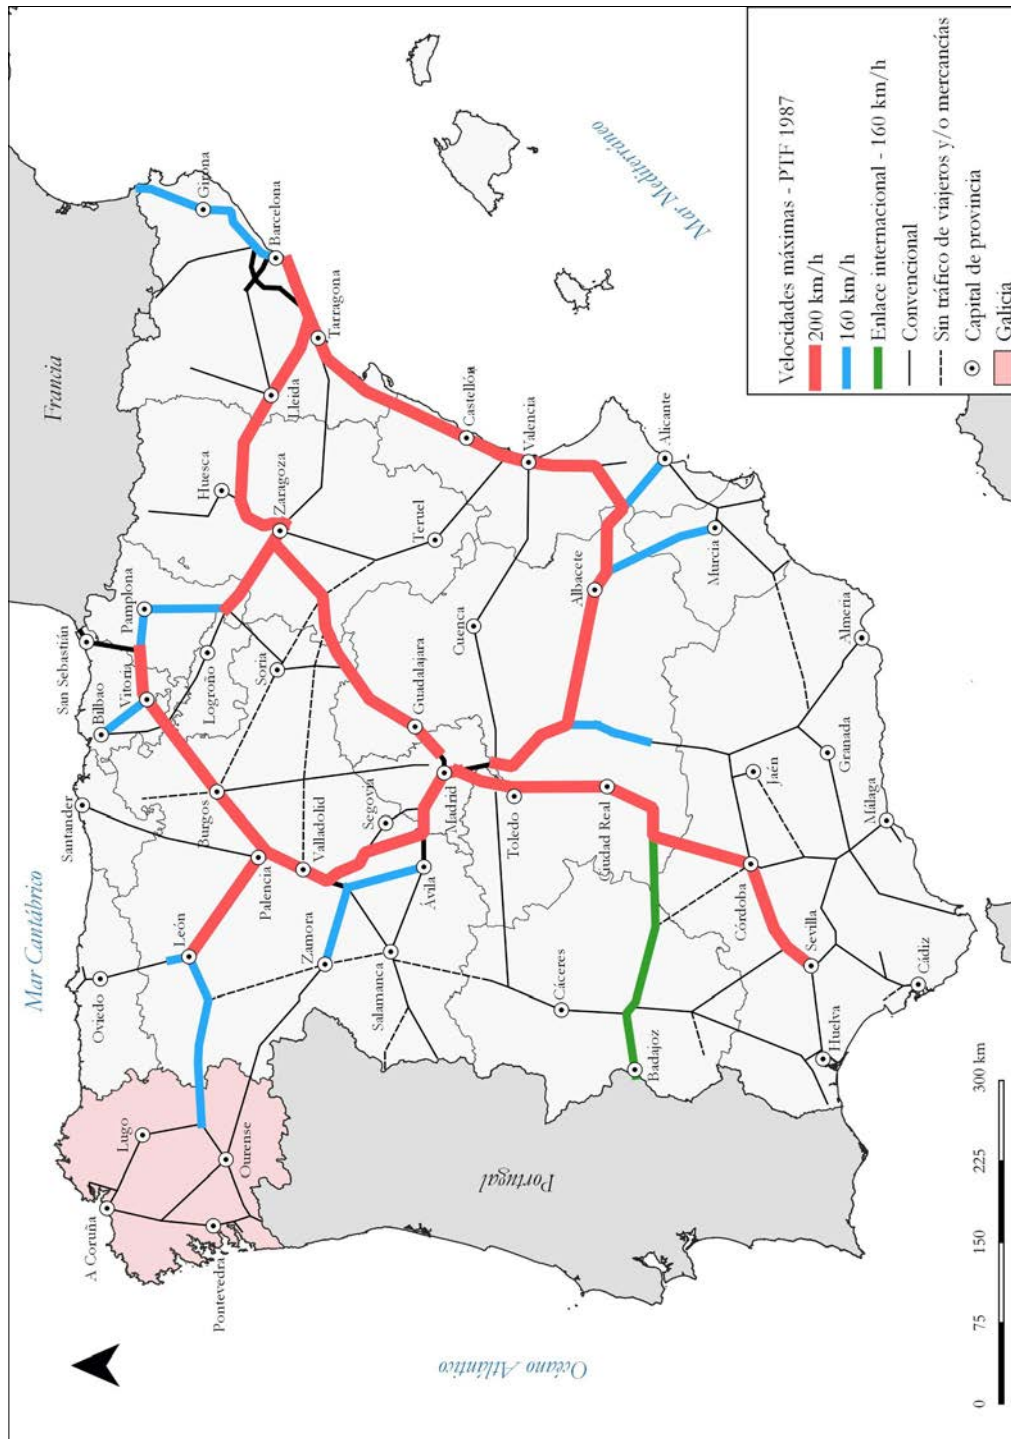 Mar Cantábrico
Océano Atlántico
Mar Mediterráneo
Francia
Portugal
A Coruña
Lugo
Pontevedra
Ourense
Oviedo
León
Santander
Bilbao
San Sebastián
Vitoria
Pamplona
Logroño
Burgos
Palencia
Zamora
Valladolid
Soria
Huesca
Zaragoza
Lleida
Girona
Barcelona
Tarragona
Salamanca
Ávila
Segovia
Guadalajara
Madrid
Teruel
Castellón
Cuenca
Toledo
Valencia
Cáceres
Badajoz
Ciudad Real
Albacete
Alicante
Murcia
Córdoba
Jaén
Sevilla
Huelva
Cádiz
Málaga
Granada
Almería
0
75
150
225
300 km
Velocidades máximas - PTF 1987
200 km/h
160 km/h
Enlace internacional - 160 km/h
Convencional
Sin tráfico de viajeros y/o mercancías
Capital de provincia
Galicia